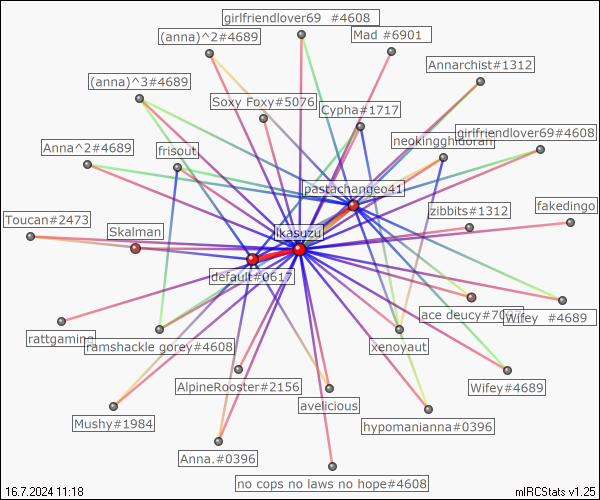 girlfriendlover69 #4608
(anna)^2#4689
Mad #6901
Annarchist#1312
(anna)^3#4689
Soxy Foxy#5076
Cypha#1717
girlfriendlover69#4608
neokingghidorah
Anna^2#4689
frisout
pastachangeo41
zibbits#1312
fakedingo
Toucan#2473
Skalman
ikasuzu
default#0617
ace deucy#70
Wifey #4689
rattgaming
ramshackle gorey#4608
xenoyaut
AlpineRooster#2156
Wifey#4689
avelicious
Mushy#1984
hypomanianna#0396
Anna.#0396
no cops no laws no hope#4608
16.7.2024 11:18
mIRCStats v1.25